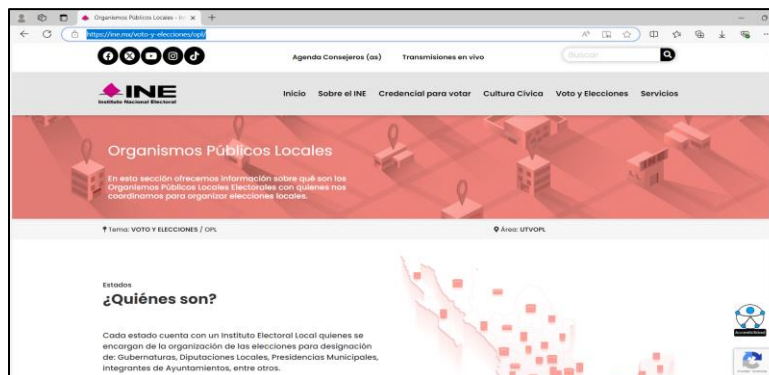 Organismos Públicos Locales - In
https://ine.mx/voto-y-elecciones/opl/
Agenda Consejeros (as) Transmisiones en vivo
Buscar
INE
Instituto Nacional Electoral
Inicio Sobre el INE Credencial para votar Cultura Cívica Voto y Elecciones Servicios
Organismos Públicos Locales
En esta sección ofrecemos información sobre qué son los
Organismos Públicos Locales Electorales con quienes nos
coordinamos para organizar elecciones locales.
Tema: VOTO Y ELECCIONES / OPL Área: UTVOPL
Estados
¿Quiénes son?
Cada estado cuenta con un Instituto Electoral Local quienes se
encargan de la organización de las elecciones para designación
de: Gubernaturas, Diputaciones Locales, Presidencias Municipales,
integrantes de Ayuntamientos, entre otros.